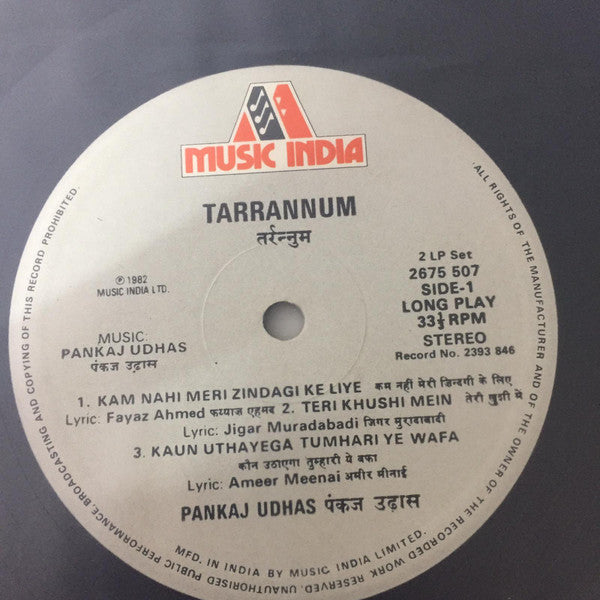 MUSIC INDIA
TARRANNUM
तर्रन्नुम
℗ 1982
MUSIC INDIA LTD.
2 LP Set
2675 507
SIDE-1
LONG PLAY
33⅓ RPM
STEREO
Record No. 2393 846
MUSIC:
PANKAJ UDHAS
पंकज उढ़ास
1. KAM NAHI MERI ZINDAGI KE LIYE कम नहीं मेरी ज़िन्दगी के लिए
Lyric: Fayaz Ahmed फय्याज एहमद 2. TERI KHUSHI MEIN तेरी खुशी में
Lyric: Jigar Muradabadi जिगर मुरादाबादी
3. KAUN UTHAYEGA TUMHARI YE WAFA
कौन उठाएगा तुम्हारी ये वफा
Lyric: Ameer Meenai अमीर मीनाई
PANKAJ UDHAS पंकज उढ़ास
MFD. IN INDIA BY MUSIC INDIA LIMITED.
ALL RIGHTS OF THE MANUFACTURER AND OF THE OWNER OF THE RECORDED WORK RESERVED. UNAUTHORISED PUBLIC PERFORMANCE, BROADCASTING AND COPYING OF THIS RECORD PROHIBITED.